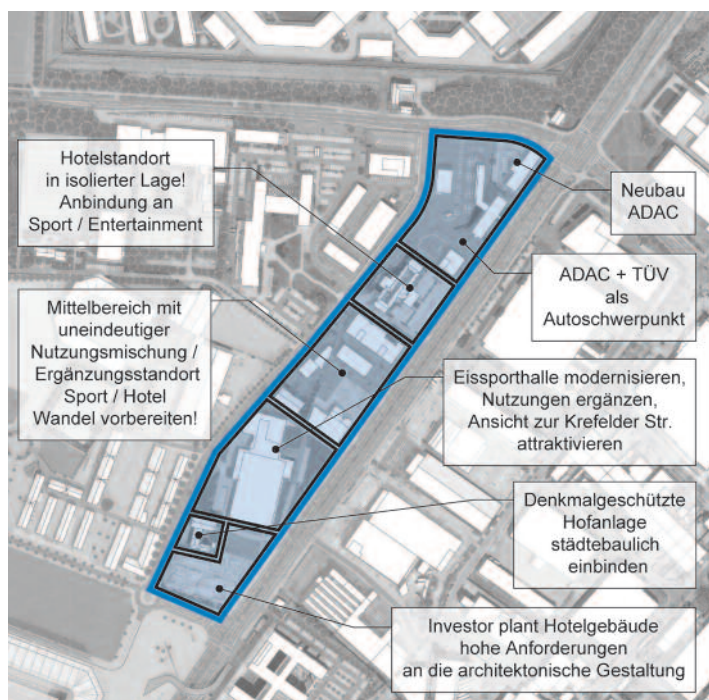 Hotelstandort
in isolierter Lage!
Anbindung an
Sport / Entertainment
Mittelbereich mit
uneindeutiger
Nutzungsmischung /
Ergänzungsstandort
Sport / Hotel
Wandel vorbereiten!
Neubau
ADAC
ADAC + TÜV
als
Autoschwerpunkt
Eissporthalle modernisieren,
Nutzungen ergänzen,
Ansicht zur Krefelder Str.
attraktivieren
Denkmalgeschützte
Hofanlage
städtebaulich
einbinden
Investor plant Hotelgebäude
hohe Anforderungen
an die architektonische Gestaltung